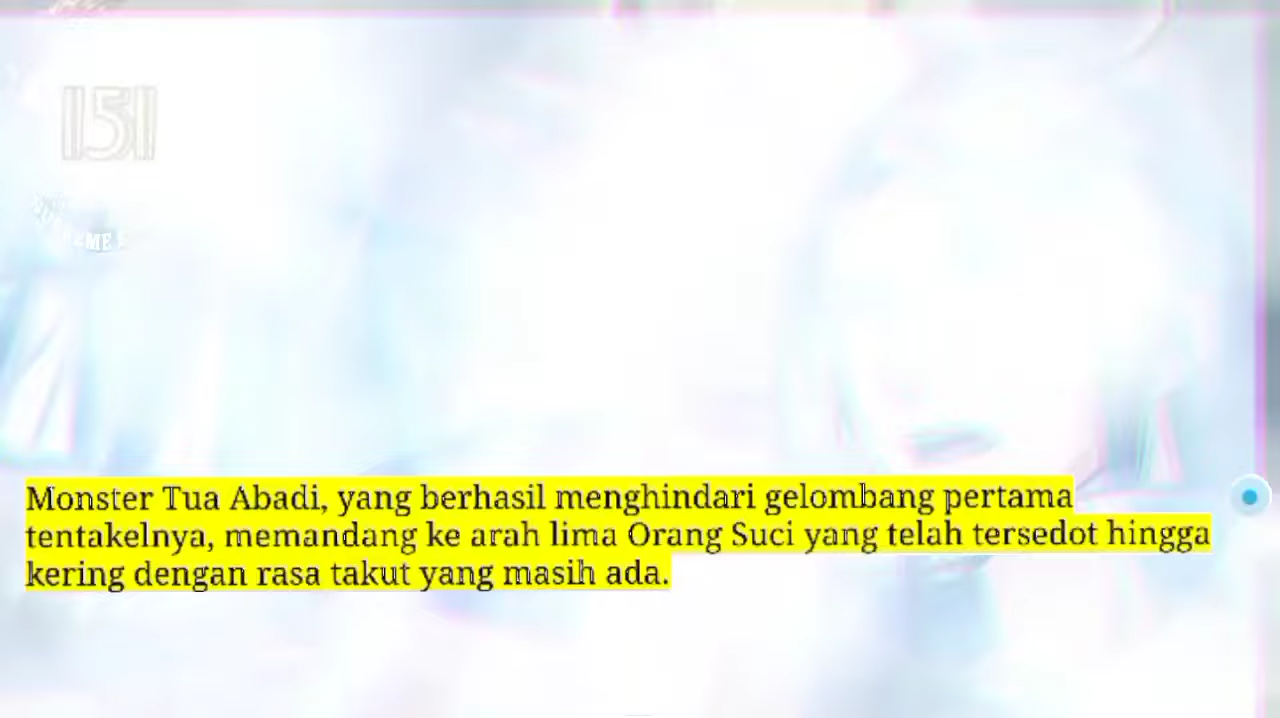 151
Monster Tua Abadi, yang berhasil menghindari gelombang pertama
tentakelnya, memandang ke arah lima Orang Suci yang telah tersedot hingga
kering dengan rasa takut yang masih ada.